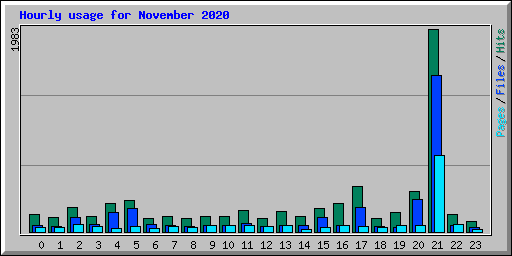 Hourly usage for November 2020
1983
Pages/Files/Hits
0 1 2 3 4 5 6 7 8 9 10 11 12 13 14 15 16 17 18 19 20 21 22 23